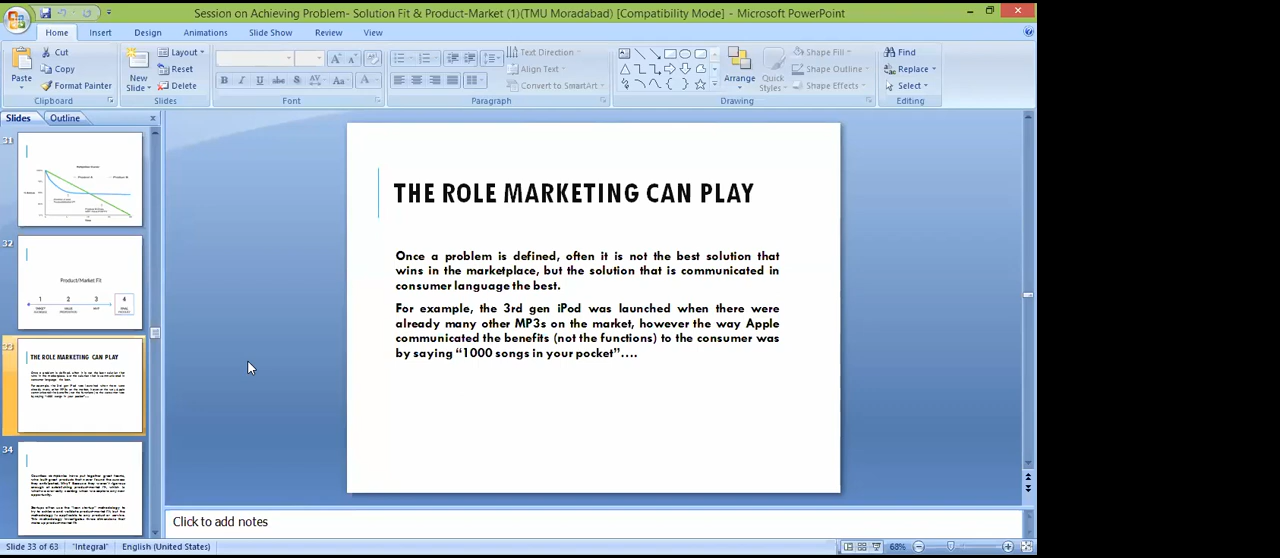 Session on Achieving Problem- Solution Fit & Product-Market (1)(TMU Moradabad) [Compatibility Mode] - Microsoft PowerPoint
Home Insert Design Animations Slide Show Review View
Paste
Cut
Copy
Format Painter
Clipboard
New Slide
Layout
Reset
Delete
Slides
Font
Text Direction
Align Text
Convert to SmartArt
Paragraph
Arrange
Quick Styles
Shape Fill
Shape Outline
Shape Effects
Drawing
Find
Replace
Select
Editing
Slides Outline
31
32
Product/Market Fit
1 2 3 4
33
THE ROLE MARKETING CAN PLAY
34
THE ROLE MARKETING CAN PLAY
Once a problem is defined, often it is not the best solution that
wins in the marketplace, but the solution that is communicated in
consumer language the best.
For example, the 3rd gen iPod was launched when there were
already many other MP3s on the market, however the way Apple
communicated the benefits (not the functions) to the consumer was
by saying “1000 songs in your pocket”....
Click to add notes
Slide 33 of 63 "Integral" English (United States) 68%